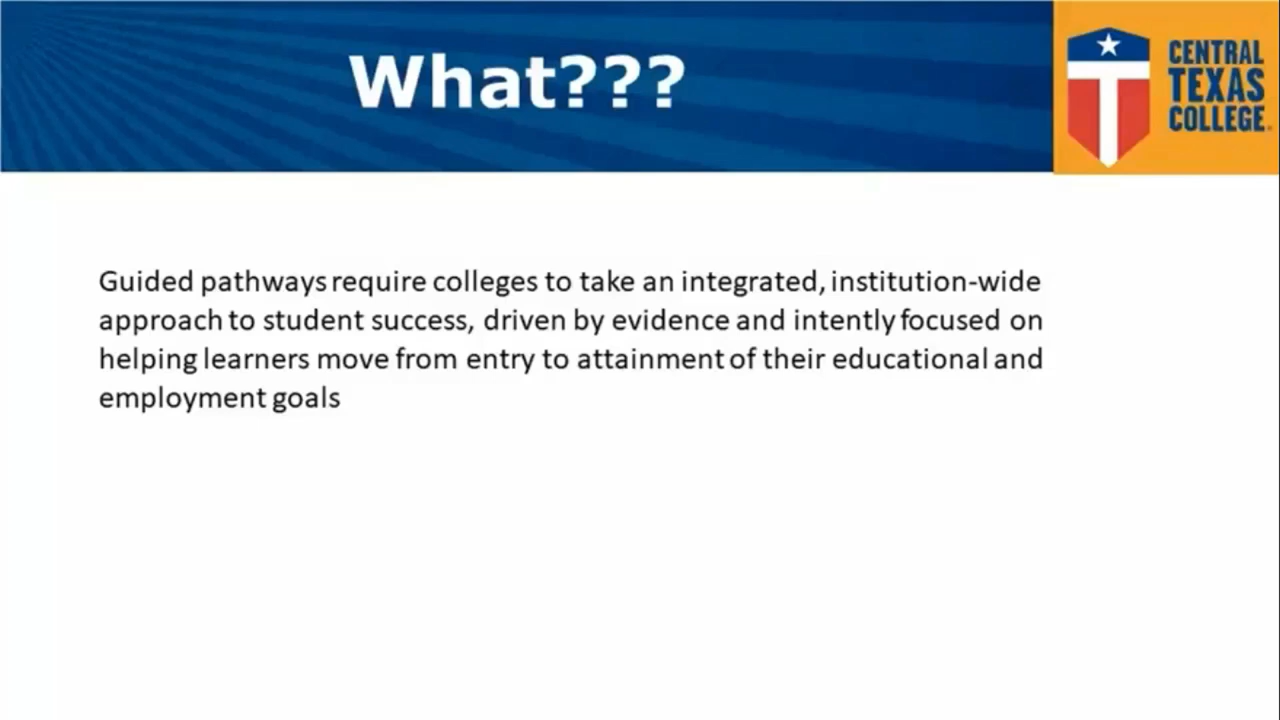 What???
CENTRAL
TEXAS
COLLEGE
Guided pathways require colleges to take an integrated, institution-wide
approach to student success, driven by evidence and intently focused on
helping learners move from entry to attainment of their educational and
employment goals